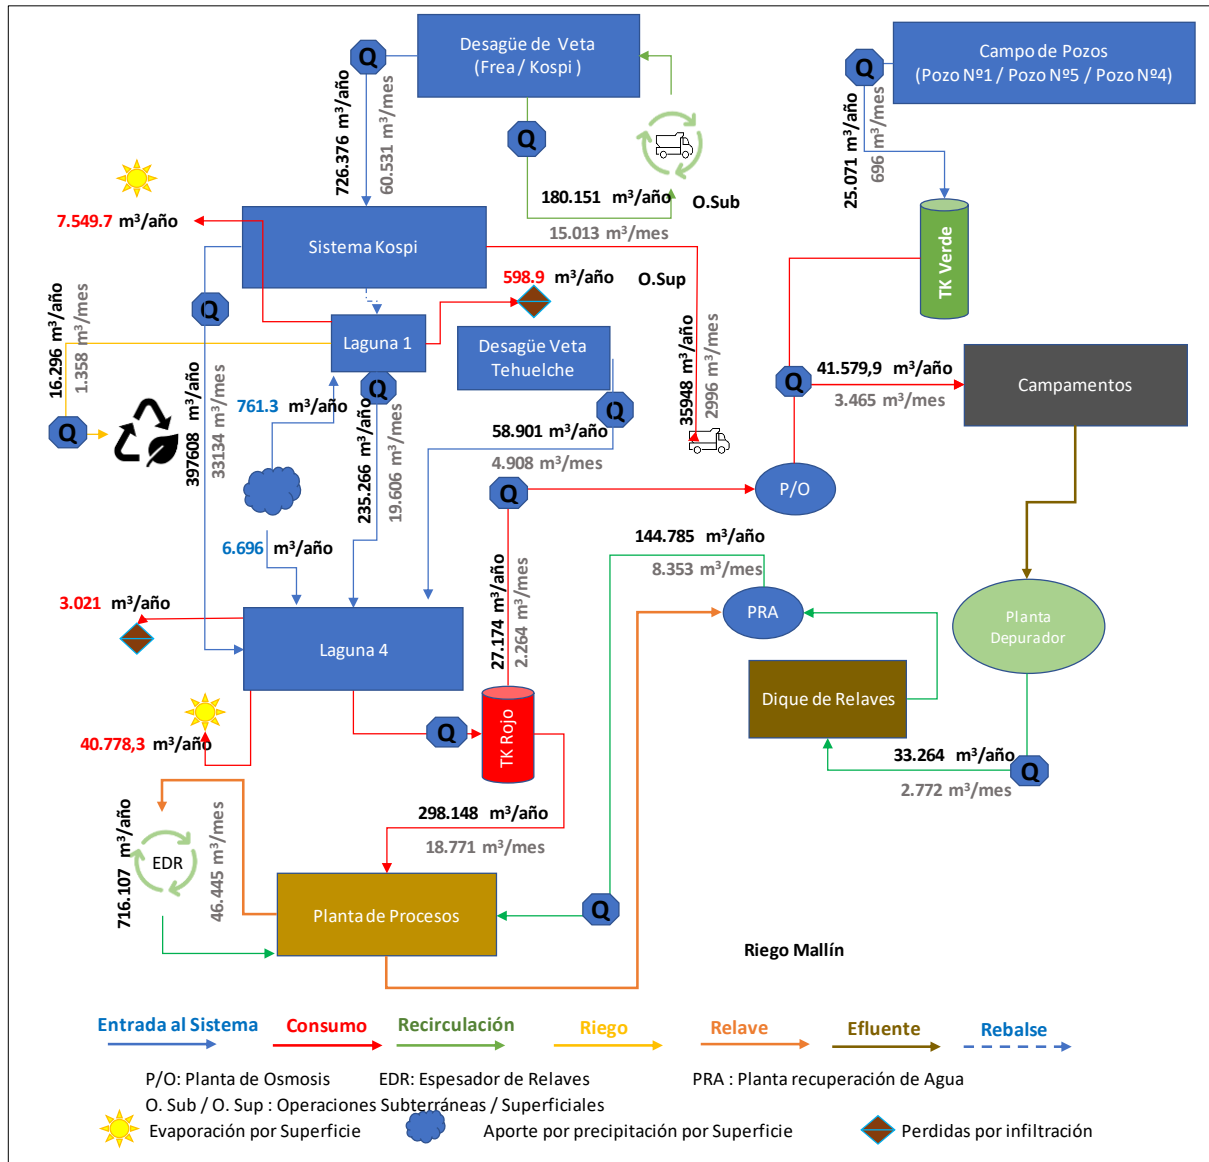 Desagüe de Veta
(Frea / Kospi )
Q
726.376 m³/año
60.531 m³/mes
Q
180.151 m³/año
15.013 m³/mes
O.Sub
Campo de Pozos
(Pozo Nº1 / Pozo Nº5 / Pozo Nº4)
Q
25.071 m³/año
696 m³/mes
TK Verde
7.549.7 m³/año
Sistema Kospi
598.9 m³/año
O.Sup
Laguna 1
Q
16.296 m³/año
1.358 m³/mes
Q
Q
397608 m³/año
33134 m³/mes
761.3 m³/año
235.266 m³/año
19.606 m³/mes
Desagüe Veta
Tehuelche
Q
58.901 m³/año
4.908 m³/mes
35948 m³/año
2996 m³/mes
Q
41.579,9 m³/año
3.465 m³/mes
Campamentos
Q
P/O
6.696 m³/año
27.174 m³/año
2.264 m³/mes
144.785 m³/año
8.353 m³/mes
PRA
Planta
Depurador
3.021 m³/año
Laguna 4
Dique de Relaves
Q
TK Rojo
40.778,3 m³/año
33.264 m³/año
2.772 m³/mes
Q
298.148 m³/año
18.771 m³/mes
716.107 m³/año
46.445 m³/mes
EDR
Planta de Procesos
Q
Riego Mallín
Entrada al Sistema
Consumo
Recirculación
Riego
Relave
Efluente
Rebalse
P/O: Planta de Osmosis
EDR: Espesador de Relaves
PRA : Planta recuperación de Agua
O. Sub / O. Sup : Operaciones Subterráneas / Superficiales
Evaporación por Superficie
Aporte por precipitación por Superficie
Perdidas por infiltración